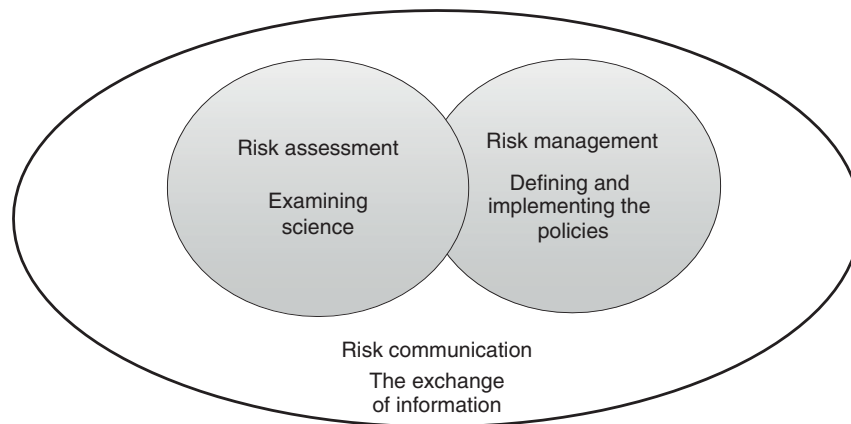 Risk assessment
Examining
science
Risk management
Defining and
implementing the
policies
Risk communication
The exchange
of information